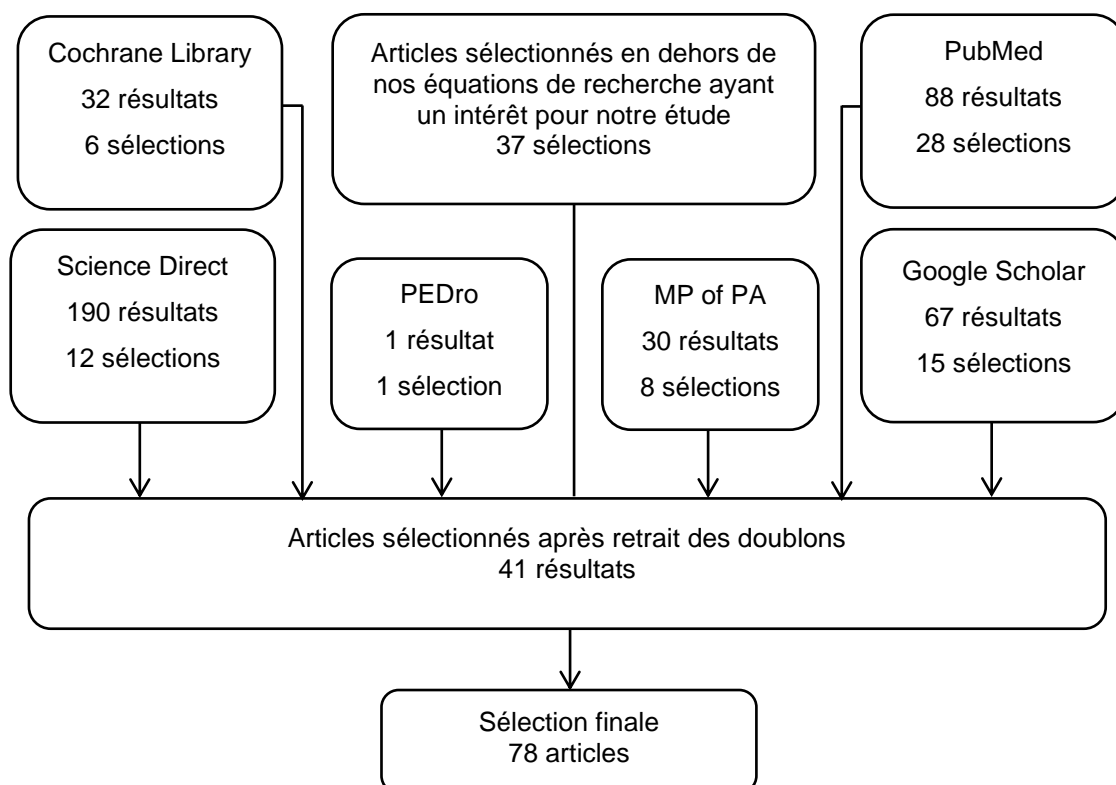 Cochrane Library
32 résultats
6 sélections
Articles sélectionnés en dehors de
nos équations de recherche ayant
un intérêt pour notre étude
37 sélections
PubMed
88 résultats
28 sélections
Science Direct
190 résultats
12 sélections
PEDro
1 résultat
1 sélection
MP of PA
30 résultats
8 sélections
Google Scholar
67 résultats
15 sélections
Articles sélectionnés après retrait des doublons
41 résultats
Sélection finale
78 articles